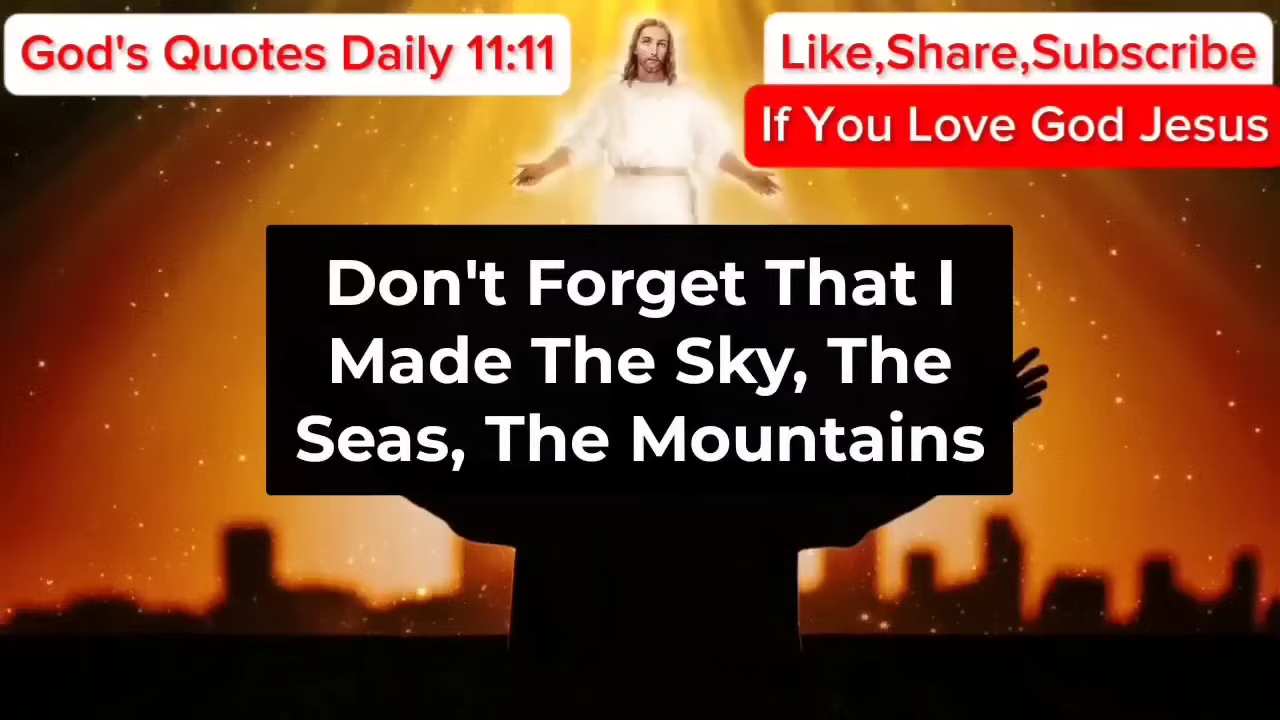 God's Quotes Daily 11:11
Like,Share,Subscribe
If You Love God Jesus
Don't Forget That I
Made The Sky, The
Seas, The Mountains